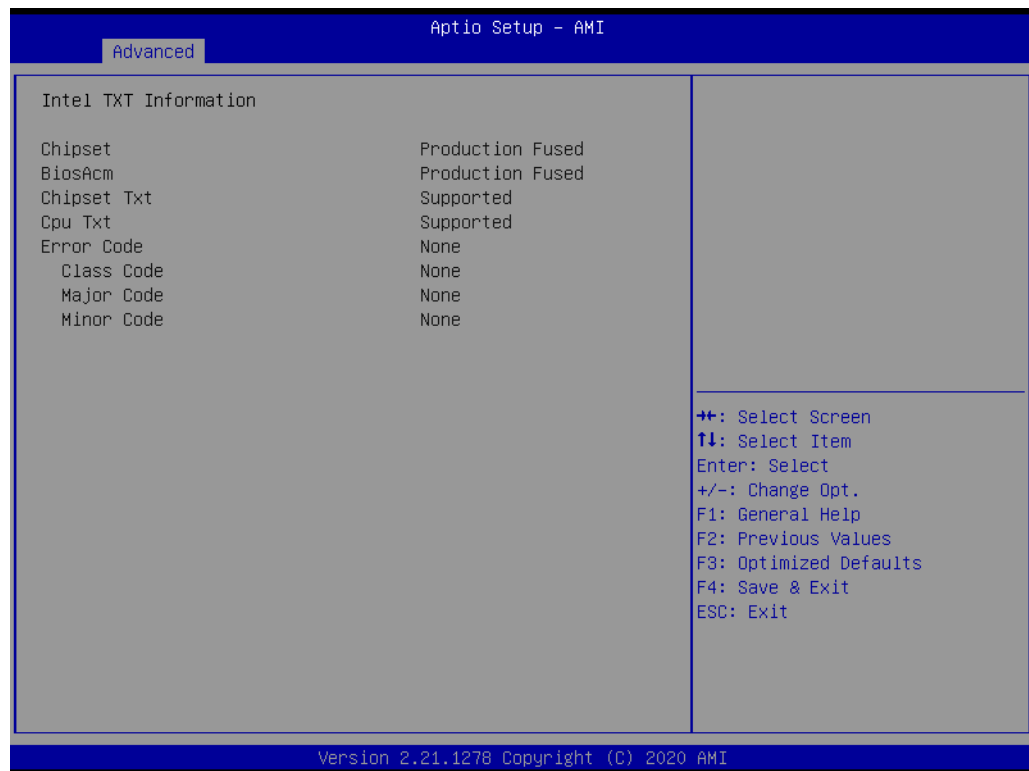 Aptio Setup – AMI
Advanced
Intel TXT Information
Chipset Production Fused
BiosAcm Production Fused
Chipset Txt Supported
Cpu Txt Supported
Error Code None
Class Code None
Major Code None
Minor Code None
→←: Select Screen
↑↓: Select Item
Enter: Select
+/-: Change Opt.
F1: General Help
F2: Previous Values
F3: Optimized Defaults
F4: Save & Exit
ESC: Exit
Version 2.21.1278 Copyright (C) 2020 AMI